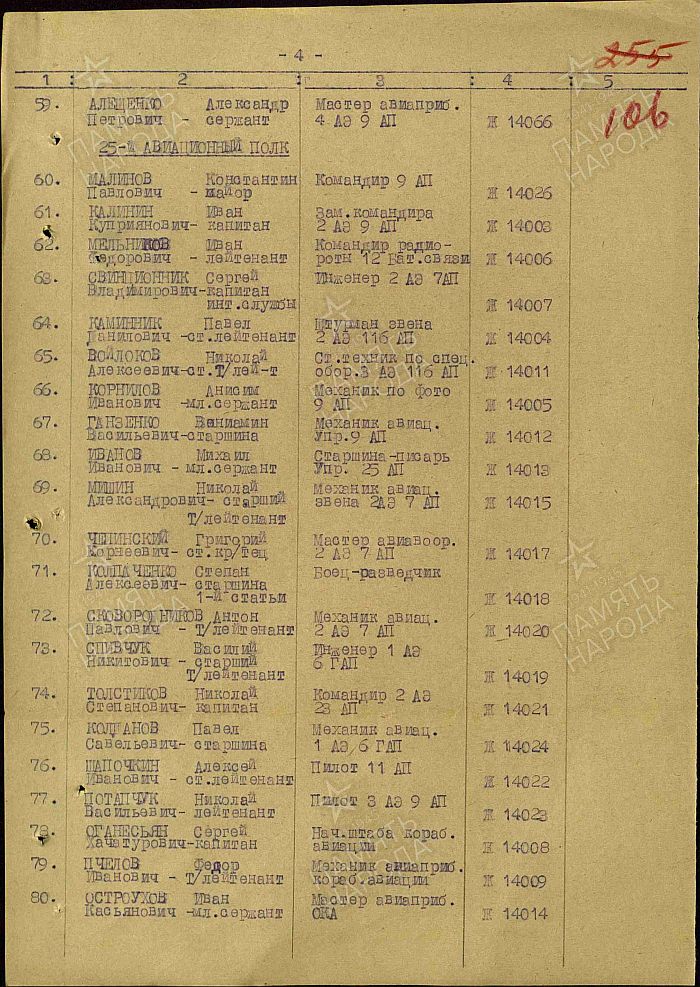 - 4 -
255
106
1 : 2 : 3 : 4 : 5
59. АЛЕЩЕНКО Александр Мастер авиаприб.
Петрович - сержант 4 АЭ 9 АП Ж 14066
25-й АВИАЦИОННЫЙ ПОЛК
60. МАЛИНОВ Константин Командир 9 АП
Павлович - майор Ж 14026
61. КАЛИНИН Иван Зам.командира
Куприянович- капитан 2 АЭ 9 АП Ж 14003
62. МЕЛЬНИКОВ Иван Командир радио-
Федорович - лейтенант роты 12 Бат.связи Ж 14006
63. СВИНЦИОННИК Сергей Инженер 2 АЭ 7АП
Владимирович-капитан
инт.службы Ж 14007
64. КАМИННИК Павел Штурман звена
Данилович -ст.лейтенант 2 АЭ 116 АП Ж 14004
65. ВОЙЛОКОВ Николай Ст.техник по спец.
Алексеевич-ст.Т/лей-т обор.3 АЭ 116 АП Ж 14011
66. КОРНИЛОВ Анисим Механик по фото
Иванович -мл.сержант 9 АП Ж 14005
67. ГАНЗЕНКО Вениамин Механик авиац.
Васильевич-старшина Упр.9 АП Ж 14012
68. ИВАНОВ Михаил Старшина-писарь
Иванович - мл.сержант Упр. 25 АП Ж 14013
69. МИШИН Николай Механик авиац.
Александрович- старший звена 2АЭ 7 АП Ж 14015
Т/лейтенант
70. ЧЕПИНСКИЙ Григорий Мастер авиавоор.
Корнеевич- ст.кр/тец 2 АЭ 7 АП Ж 14017
71. КОЛПАЧЕНКО Степан Боец-разведчик
Алексеевич- старшина
1-й статьи Ж 14018
72. СКОВОРОДНИКОВ Антон Механик авиац.
Павлович - Т/лейтенант 2 АЭ 7 АП Ж 14020
73. СПИВЧУК Василий Инженер 1 АЭ
Никитович - старший 6 ГАП
Т/лейтенант Ж 14019
74. ТОЛСТИКОВ Николай Командир 2 АЭ
Степанович- капитан 23 АП Ж 14021
75. КОЛГАНОВ Павел Механик авиац.
Савельевич- старшина 1 АЭ 6 ГАП Ж 14024
76. ШАПОЧКИН Алексей Пилот 11 АП
Иванович - ст.лейтенант Ж 14022
77. ПОТАПЧУК Николай Пилот 3 АЭ 9 АП
Васильевич- лейтенант Ж 14023
78. ОГАНЕСЬЯН Сергей Нач.штаба кораб.
Хачатурович-капитан авиации Ж 14008
79. ПЧЕЛОВ Федор Механик авиаприб.
Иванович - Т/лейтенант кораб.авиации Ж 14009
80. ОСТРОУХОВ Иван Мастер авиаприб.
Касьянович -мл.сержант ОКА Ж 14014
ПАМЯТЬ НАРОДА
ПАМЯТЬ НАРОДА
ПАМЯТЬ НАРОДА
ПАМЯТЬ НАРОДА
ПАМЯТЬ НАРОДА